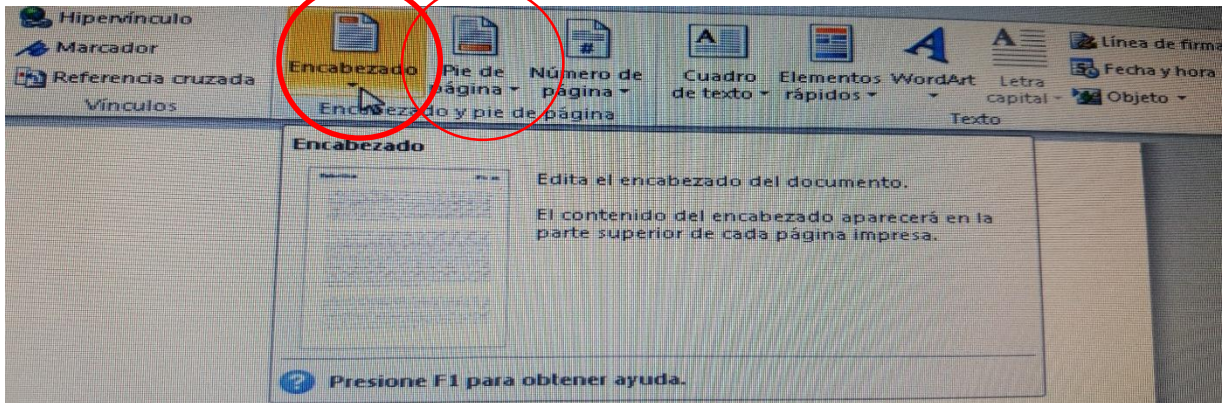 Hipervínculo
Marcador
Referencia cruzada
Vínculos
Encabezado
Pie de
página
Número de
página
Encabezado y pie de página
Cuadro
de texto
Elementos
rápidos
WordArt
Letra
capital
Línea de firma
Fecha y hora
Objeto
Texto
Encabezado
Edita el encabezado del documento.
El contenido del encabezado aparecerá en la
parte superior de cada página impresa.
Presione F1 para obtener ayuda.